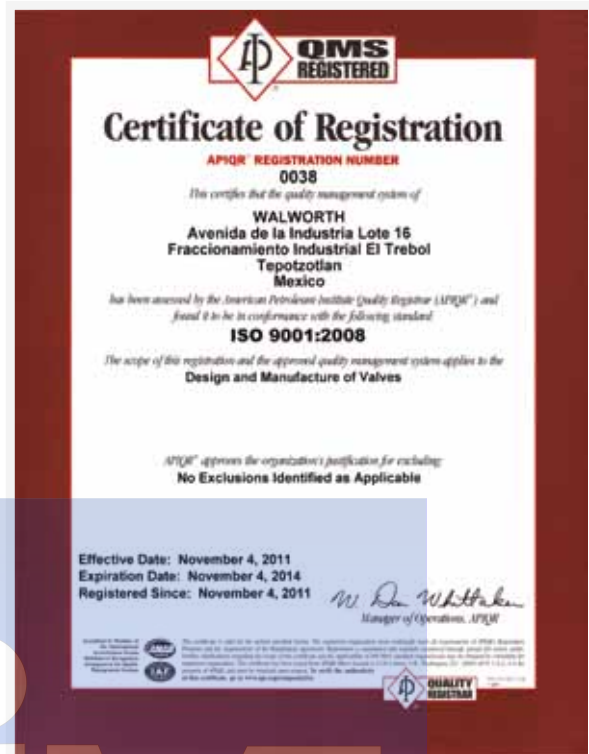 QMS
REGISTERED
Certificate of Registration
APIQR® REGISTRATION NUMBER
0038
This certifies that the quality management system of
WALWORTH
Avenida de la Industria Lote 16
Fraccionamiento Industrial El Trebol
Tepotzotlan
Mexico
has been assessed by the American Petroleum Institute Quality Registrar (APIQR®) and
found it to be in conformance with the following standard:
ISO 9001:2008
The scope of this registration and the approved quality management system applies to the
Design and Manufacture of Valves
APIQR® approves the organization's justification for excluding:
No Exclusions Identified as Applicable
Effective Date: November 4, 2011
Expiration Date: November 4, 2014
Registered Since: November 4, 2011
W. Don Whittaker
Manager of Operations, APIQR
QUALITY
REGISTRAR